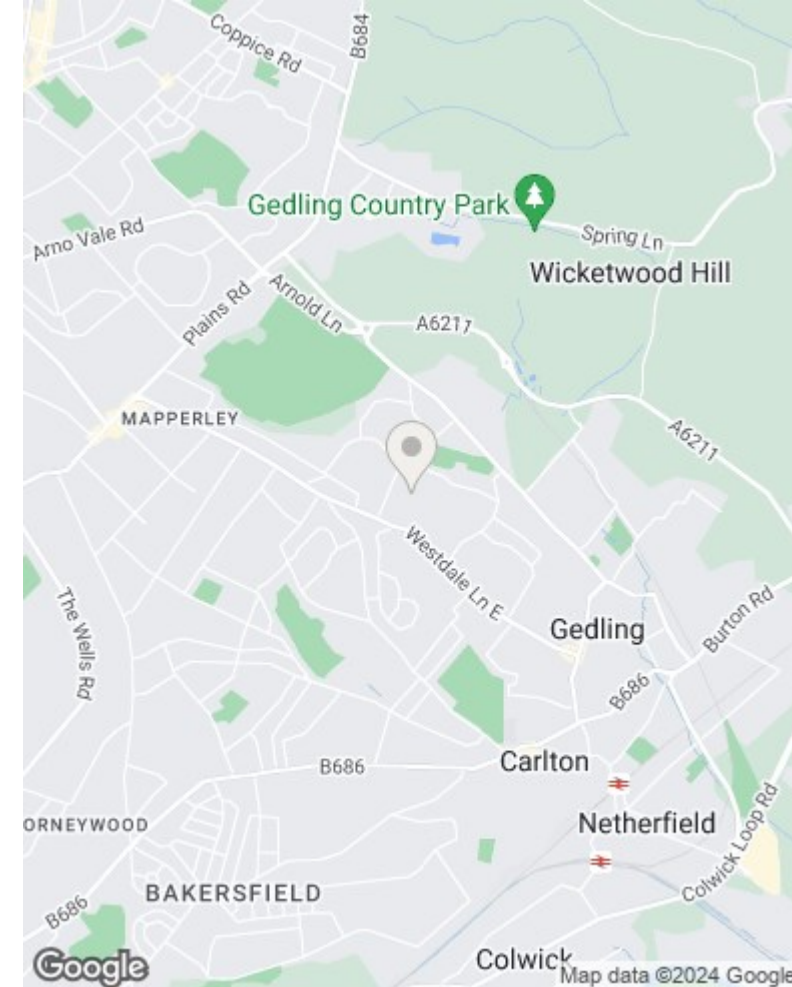 Coppice Rd
B684
Gedling Country Park
Arno Vale Rd
Spring Ln
Wicketwood Hill
Plains Rd
Arnold Ln
A6211
MAPPERLEY
A6211
Westdale Ln E
The Wells Rd
Gedling
Burton Rd
B686
Carlton
B686
ORNEYWOOD
Netherfield
Colwick Loop Rd
BAKERSFIELD
B686
Colwick
Google
Map data ©2024 Google